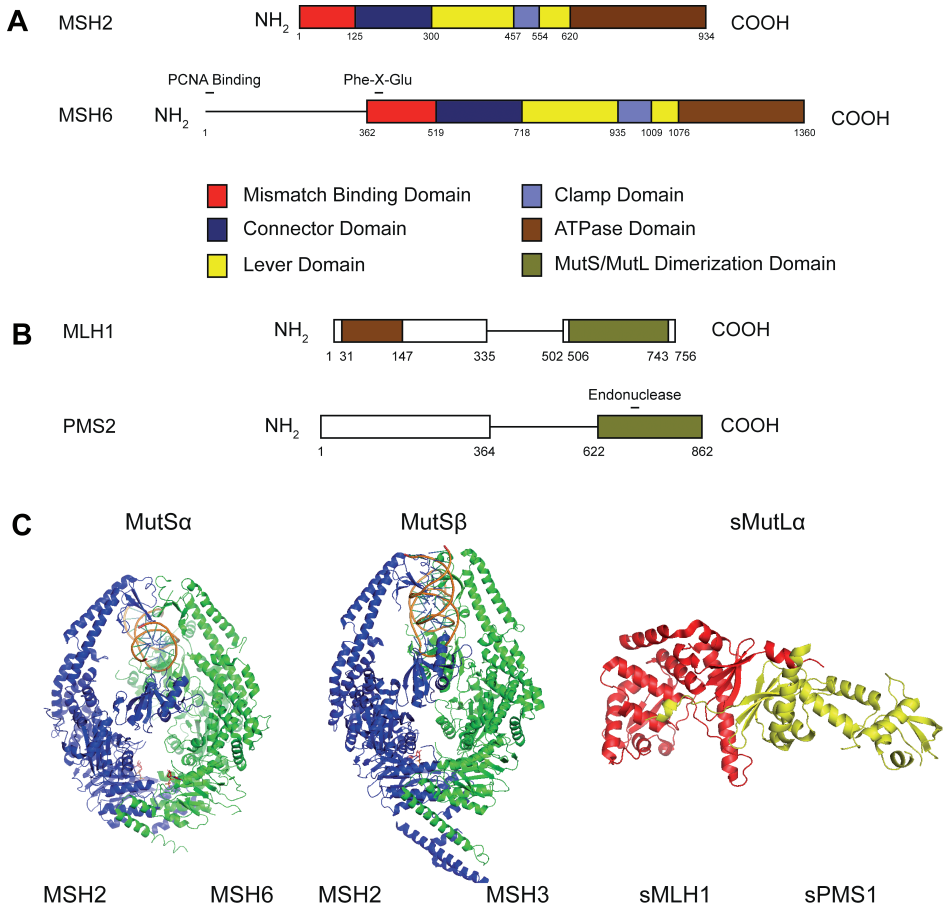 A
MSH2
NH2
COOH
1 125 300 457 554 620 934
PCNA Binding
Phe-X-Glu
MSH6
NH2
COOH
1 362 519 718 935 1009 1076 1360
Mismatch Binding Domain
Clamp Domain
Connector Domain
ATPase Domain
Lever Domain
MutS/MutL Dimerization Domain
B
MLH1
NH2
COOH
1 31 147 335 502 506 743 756
Endonuclease
PMS2
NH2
COOH
1 364 622 862
C
MutSα
MutSβ
sMutLα
MSH2 MSH6 MSH2 MSH3 sMLH1 sPMS1